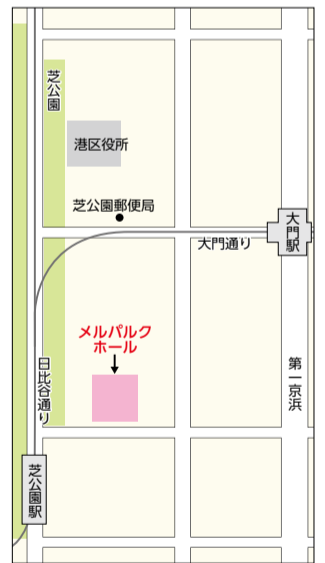 芝公園
港区役所
芝公園郵便局
大門駅
大門通り
メルパルク
ホール
日比谷通り
第一京浜
芝公園駅